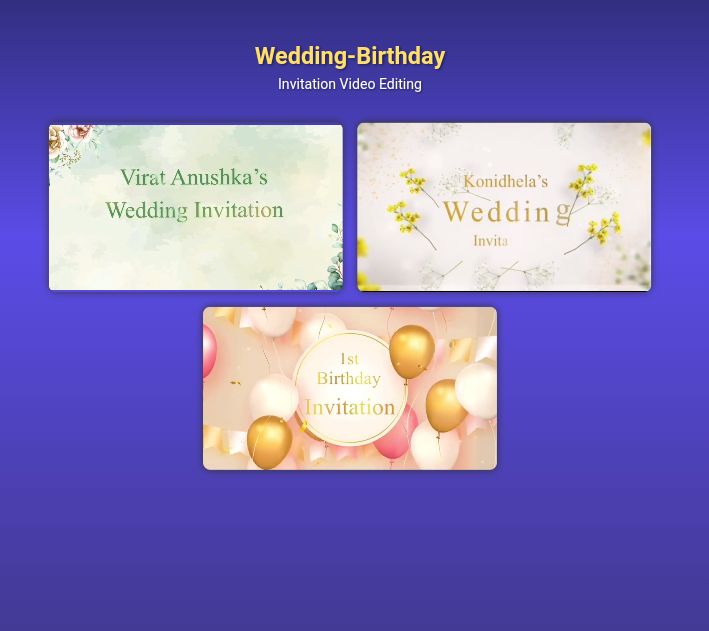 Wedding-Birthday
Invitation Video Editing
Virat Anushka's
Wedding Invitation
Konidhela's
Wedding
Invita
1st
Birthday
Invitation